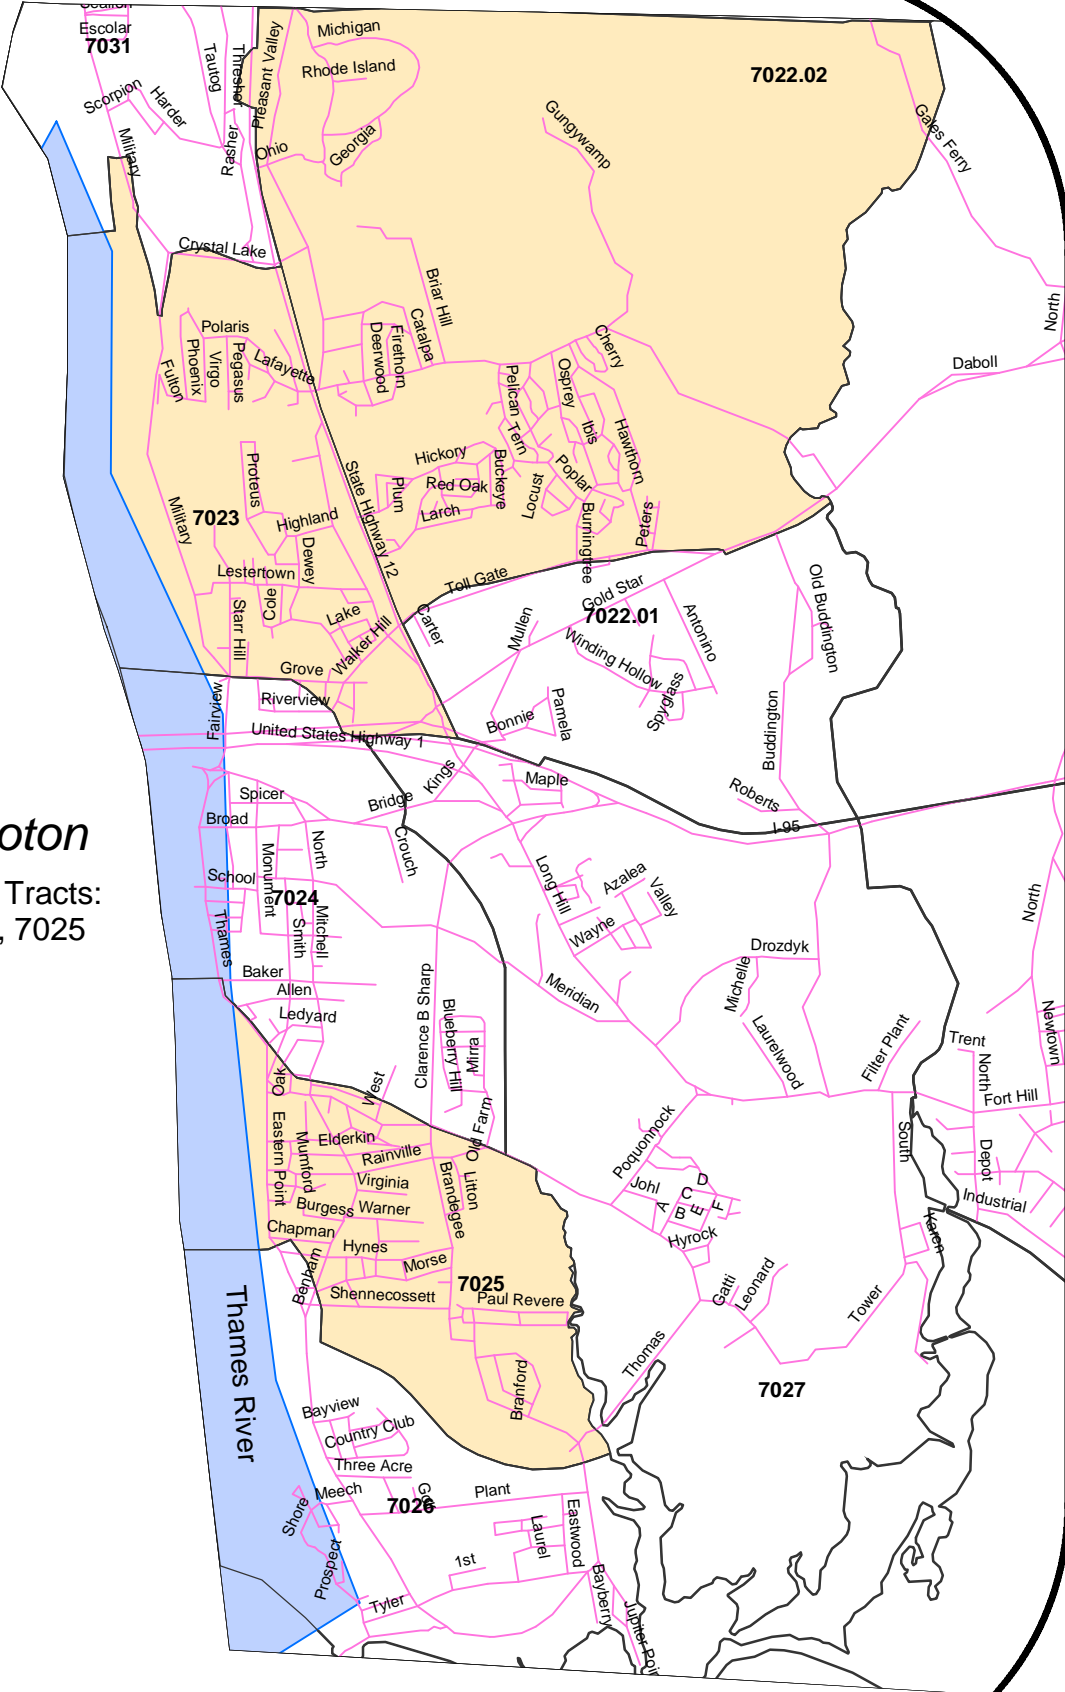 Escolar
7031
Scorpion
Harder
Tautog
Thresher
Rasher
Military
Pleasant Valley
Michigan
Rhode Island
Georgia
Ohio
7022.02
Gungywamp
Gales Ferry
North
Daboll
Crystal Lake
Polaris
Fulton
Phoenix
Virgo
Pegasus
Lafayette
Deerwood
Firethorn
Catalpa
Briar Hill
Cherry
Osprey
Pelican
Tern
Ibis
Hawthorn
Hickory
Red Oak
Buckeye
Plum
Larch
Locust
Poplar
Burningtree
Peters
State Highway 12
Proteus
Military
7023
Highland
Dewey
Lestertown
Cole
Starr Hill
Lake
Walker Hill
Grove
Riverview
Toll Gate
Gold Star
7022.01
Carter
Mullen
Winding Hollow
Antonino
Spyglass
Old Buddington
Buddington
Pamela
Bonnie
Fairview
United States Highway 1
Kings
Bridge
Maple
Roberts
I-95
Spicer
Broad
North
Crouch
oton
Tracts:
, 7025
School
Monument
7024
Mitchell
Smith
Thames
Long Hill
Azalea
Valley
Wayne
Drozdyk
Michelle
North
Baker
Allen
Ledyard
Clarence B Sharp
Blueberry Hill
Mirra
Meridian
Laurelwood
Filter Plant
Newtown
Trent
North
Fort Hill
Oak
West
Old Farm
Eastern Point
Mumford
Elderkin
Rainville
Virginia
Burgess
Warner
Brandegee
Litton
Chapman
Hynes
Morse
Benham
Shennecossett
7025
Paul Revere
Poquonnock
Johl
A
B
C
D
E
F
Hyrock
South
Depot
Industrial
Karen
Gatti
Leonard
Tower
Thomas
7027
Branford
Thames River
Bayview
Country Club
Three Acre
Meech
Golf
7026
Plant
Shore
Prospect
Laurel
Eastwood
1st
Tyler
Bayberry